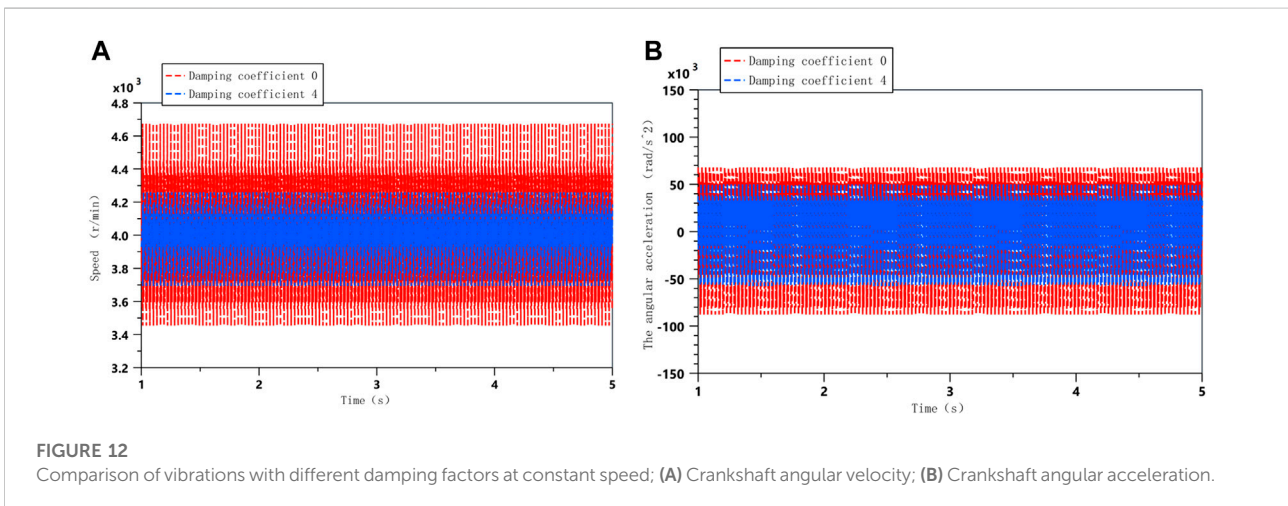 A
Damping coefficient 0
Damping coefficient 4
x10³
4.8
4.6
4.4
4.2
4.0
3.8
3.6
3.4
3.2
Speed (r/min)
1
2
3
4
5
Time(s)
B
Damping coefficient 0
Damping coefficient 4
x10³
150
100
50
0
-50
-100
-150
The angular acceleration (rad/s^2)
1
2
3
4
5
Time(s)
FIGURE 12
Comparison of vibrations with different damping factors at constant speed; (A) Crankshaft angular velocity; (B) Crankshaft angular acceleration.